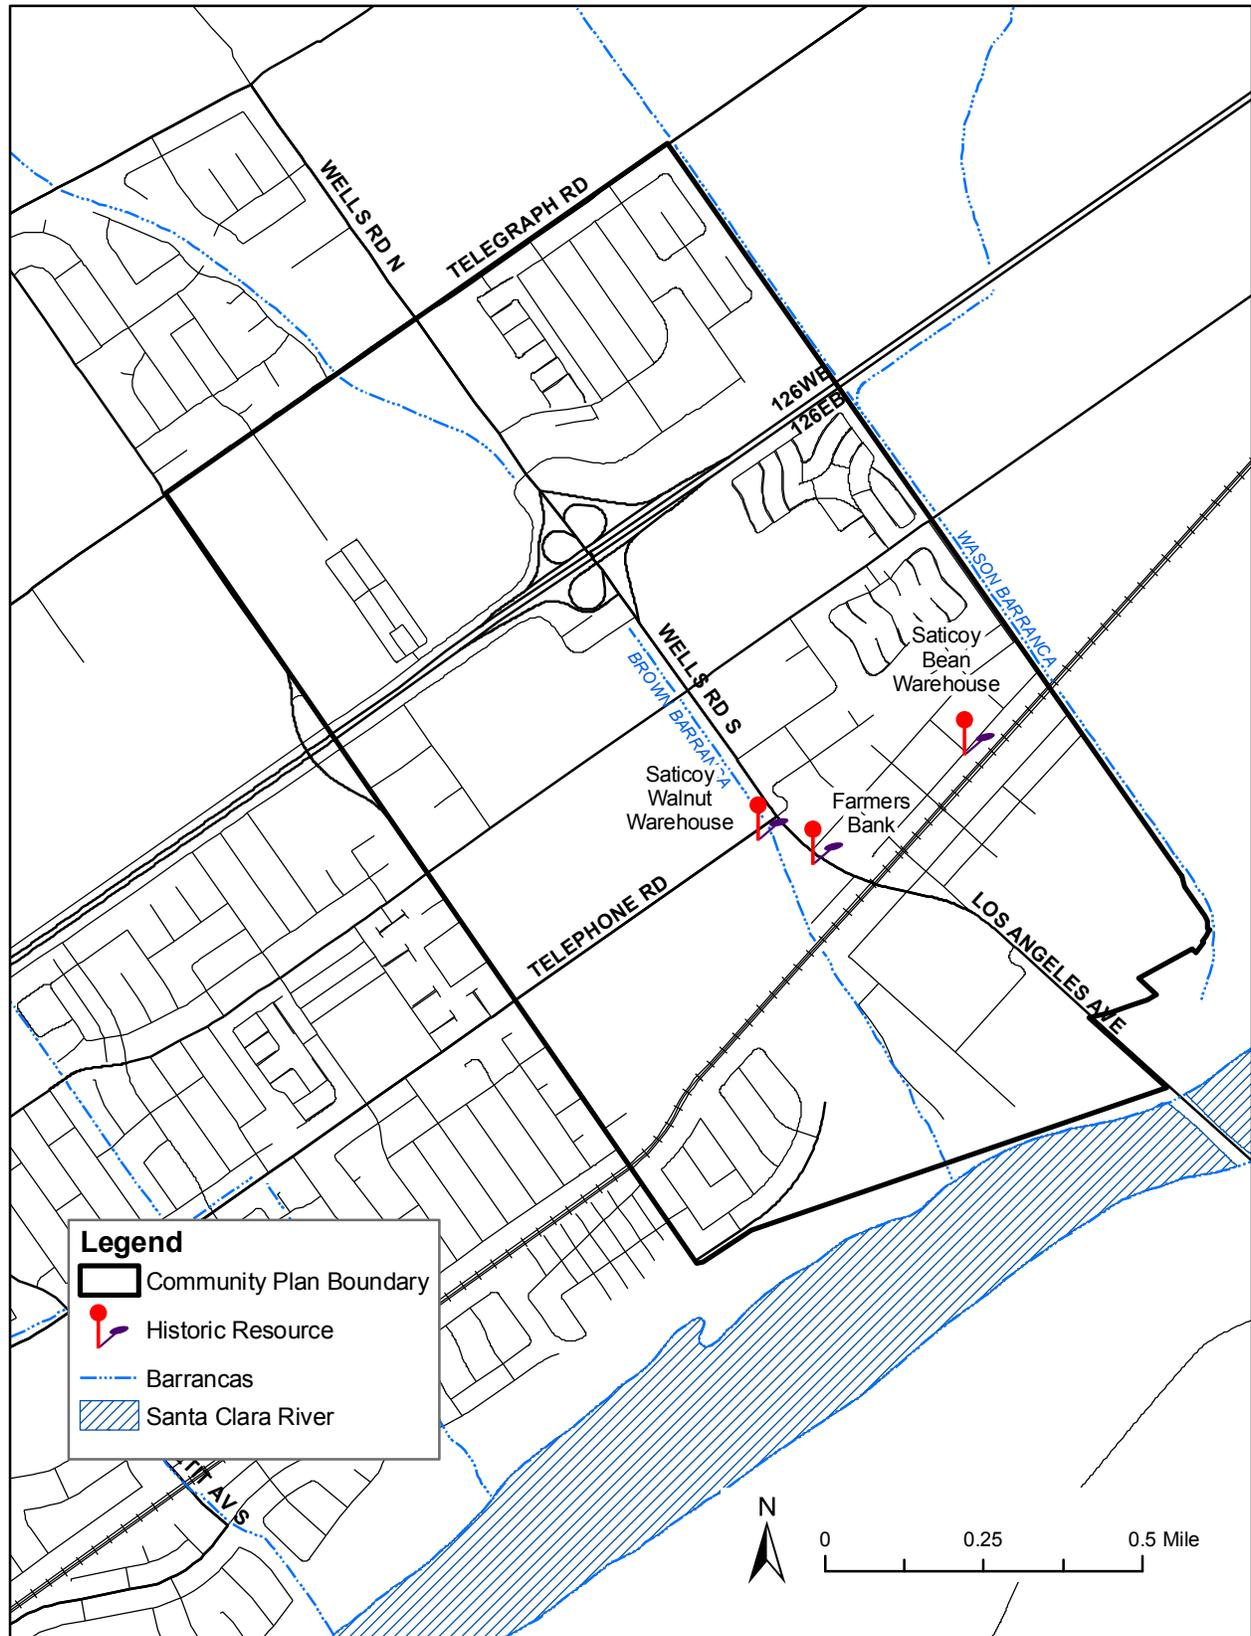 WELLS RD N
TELEGRAPH RD
126WB
126EB
WASON BARRANCA
WELLS RD S
BROWN BARRANCA
Saticoy
Bean
Warehouse
Saticoy
Walnut
Warehouse
Farmers
Bank
TELEPHONE RD
LOS ANGELES AVE
Legend
Community Plan Boundary
Historic Resource
Barrancas
Santa Clara River
AV S
N
0
0.25
0.5 Mile